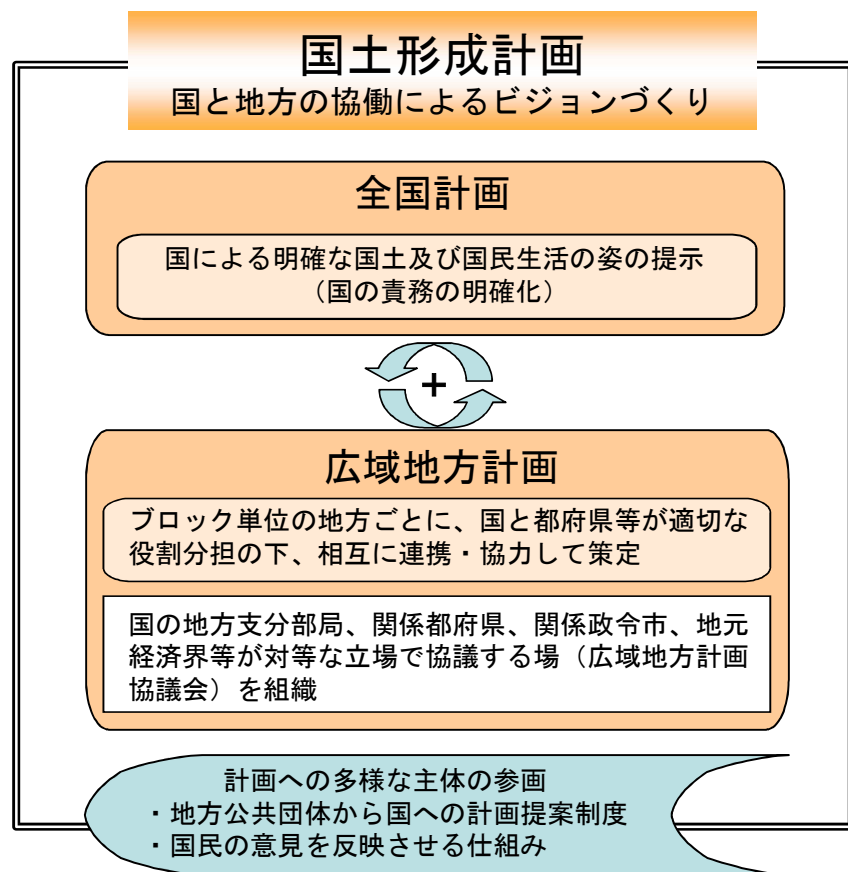 国土形成計画
国と地方の協働によるビジョンづくり
全国計画
国による明確な国土及び国民生活の姿の提示
（国の責務の明確化）
+
広域地方計画
ブロック単位の地方ごとに、国と都府県等が適切な
役割分担の下、相互に連携・協力して策定
国の地方支分部局、関係都府県、関係政令市、地元
経済界等が対等な立場で協議する場（広域地方計画
協議会）を組織
計画への多様な主体の参画
・地方公共団体から国への計画提案制度
・国民の意見を反映させる仕組み